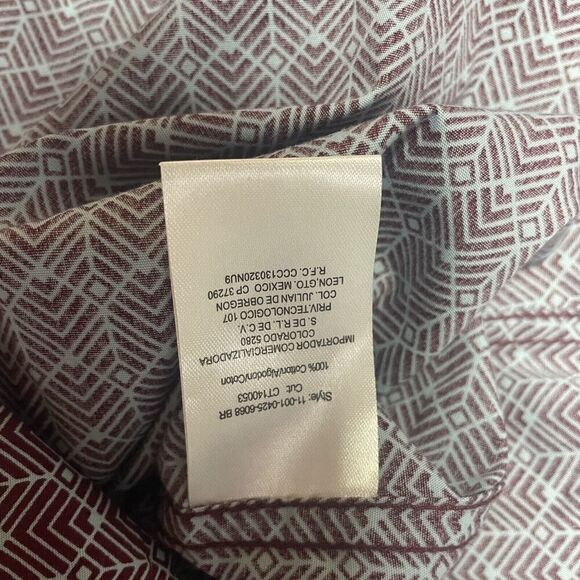 Style: 11-001-0425-6068 BR
Cut: CT140053
100% Cotton/Algodon/Coton
IMPORTADOR COMERCIALIZADORA
COLORADO 5280
S. DE R.L. DE C.V.
PRIV.TECNOLOGICO 107
COL. JULIAN DE OBREGON
LEON,GTO. MEXICO CP 37290
R.F.C. CCC130320NU9